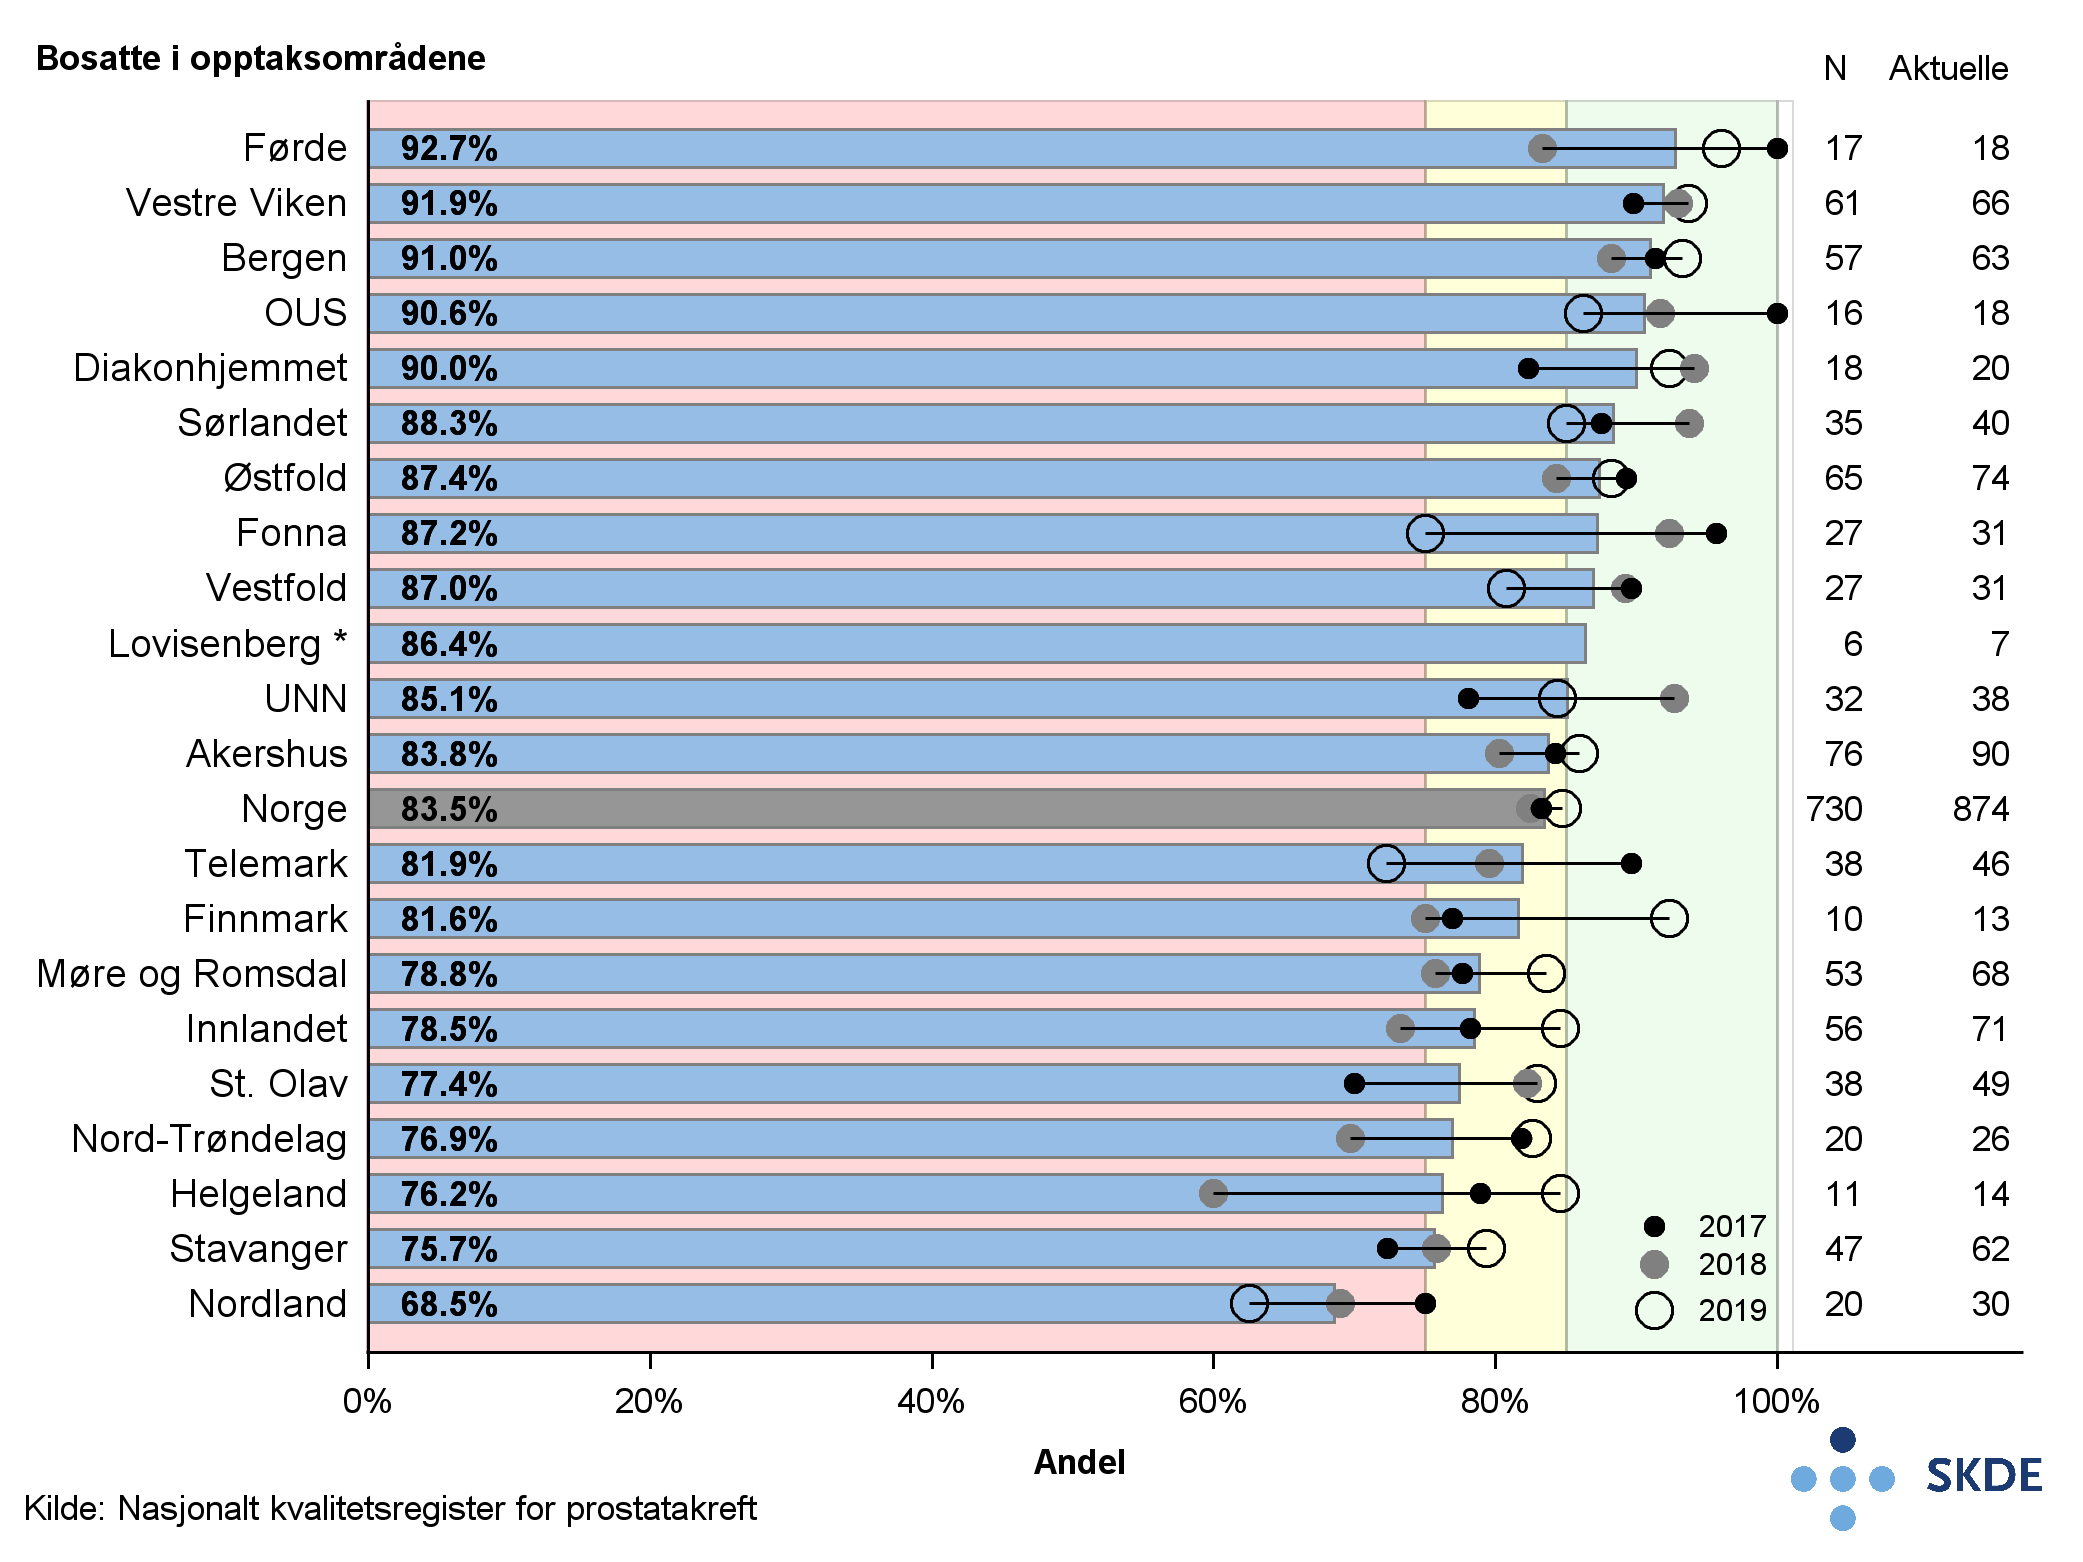 Bosatte i opptaksområdene N Aktuelle
Førde 92.7% 17 18
Vestre Viken 91.9% 61 66
Bergen 91.0% 57 63
OUS 90.6% 16 18
Diakonhjemmet 90.0% 18 20
Sørlandet 88.3% 35 40
Østfold 87.4% 65 74
Fonna 87.2% 27 31
Vestfold 87.0% 27 31
Lovisenberg * 86.4% 6 7
UNN 85.1% 32 38
Akershus 83.8% 76 90
Norge 83.5% 730 874
Telemark 81.9% 38 46
Finnmark 81.6% 10 13
Møre og Romsdal 78.8% 53 68
Innlandet 78.5% 56 71
St. Olav 77.4% 38 49
Nord-Trøndelag 76.9% 20 26
Helgeland 76.2% 11 14
2017
Stavanger 75.7% 47 62
2018
Nordland 68.5% 20 30
2019
0% 20% 40% 60% 80% 100%
Andel
SKDE
Kilde: Nasjonalt kvalitetsregister for prostatakreft